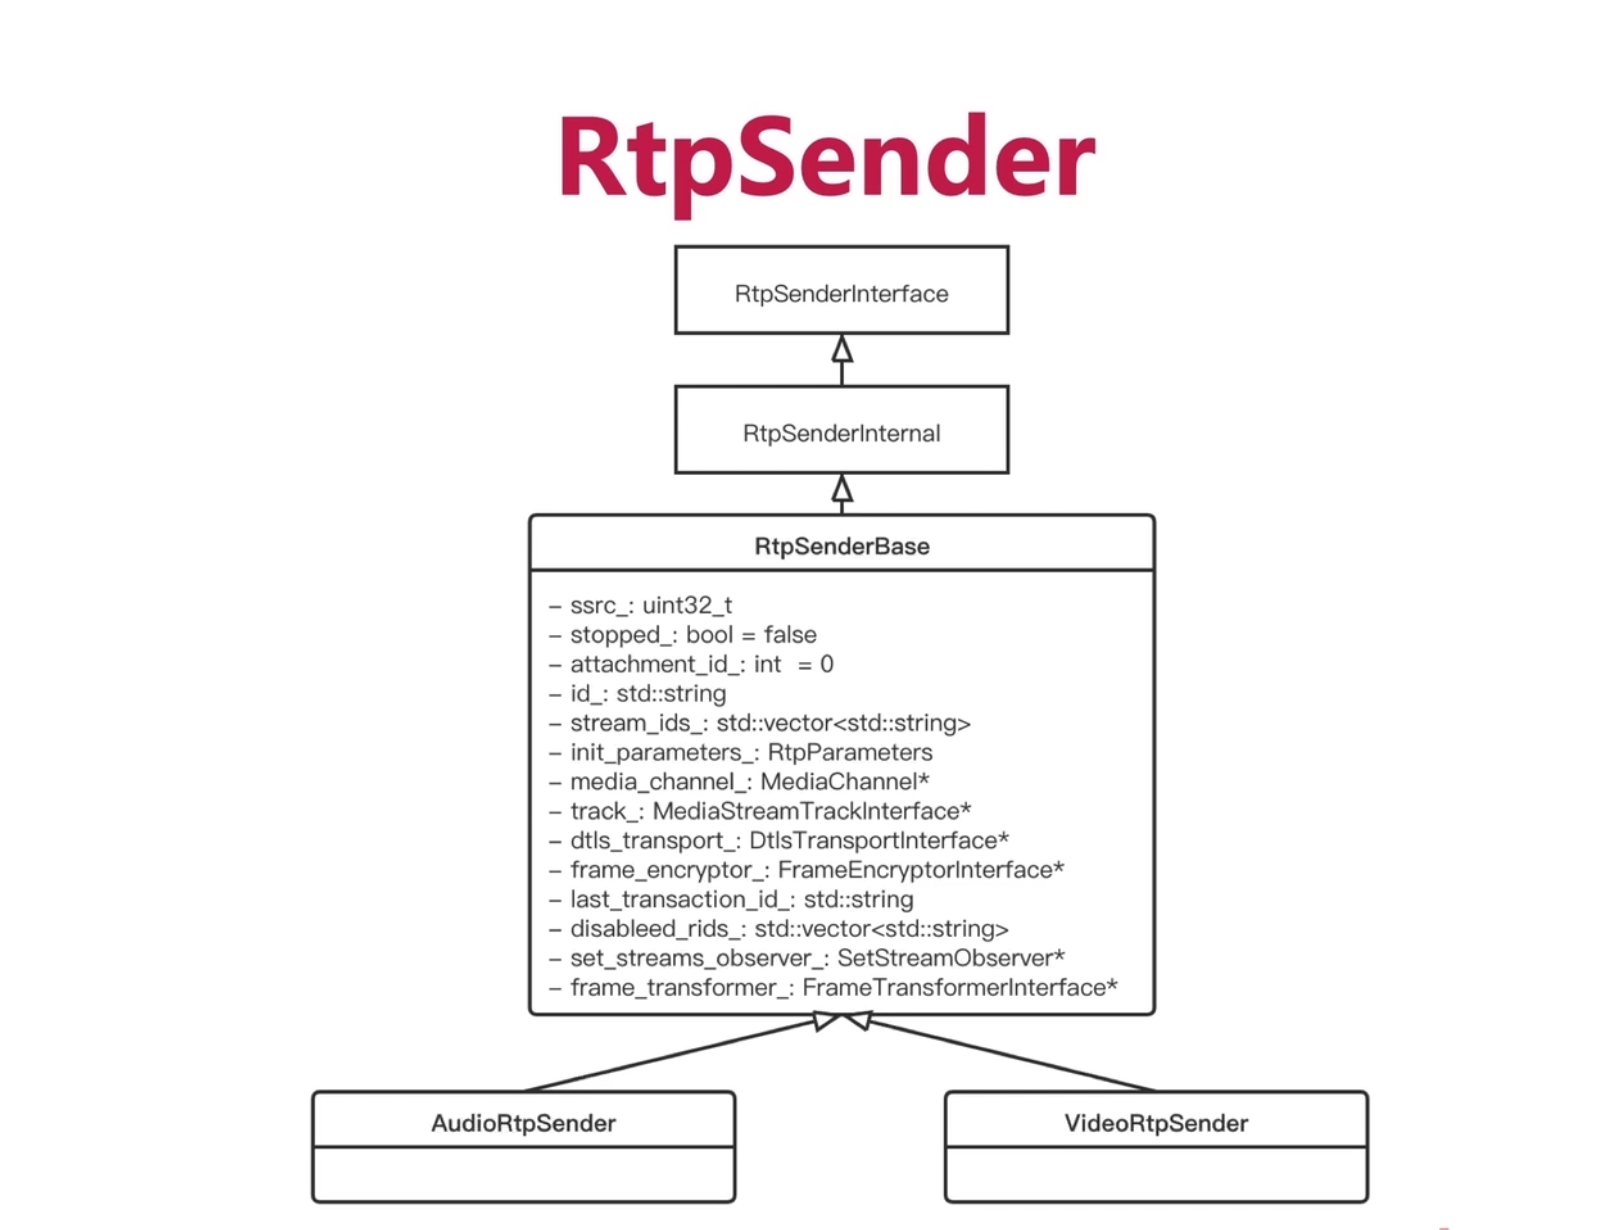 RtpSender
RtpSenderInterface
RtpSenderInternal
RtpSenderBase
– ssrc_: uint32_t
– stopped_: bool = false
– attachment_id_: int  = 0
– id_: std::string
– stream_ids_: std::vector<std::string>
– init_parameters_: RtpParameters
– media_channel_: MediaChannel*
– track_: MediaStreamTrackInterface*
– dtls_transport_: DtlsTransportInterface*
– frame_encryptor_: FrameEncryptorInterface*
– last_transaction_id_: std::string
– disableed_rids_: std::vector<std::string>
– set_streams_observer_: SetStreamObserver*
– frame_transformer_: FrameTransformerInterface*
AudioRtpSender
VideoRtpSender